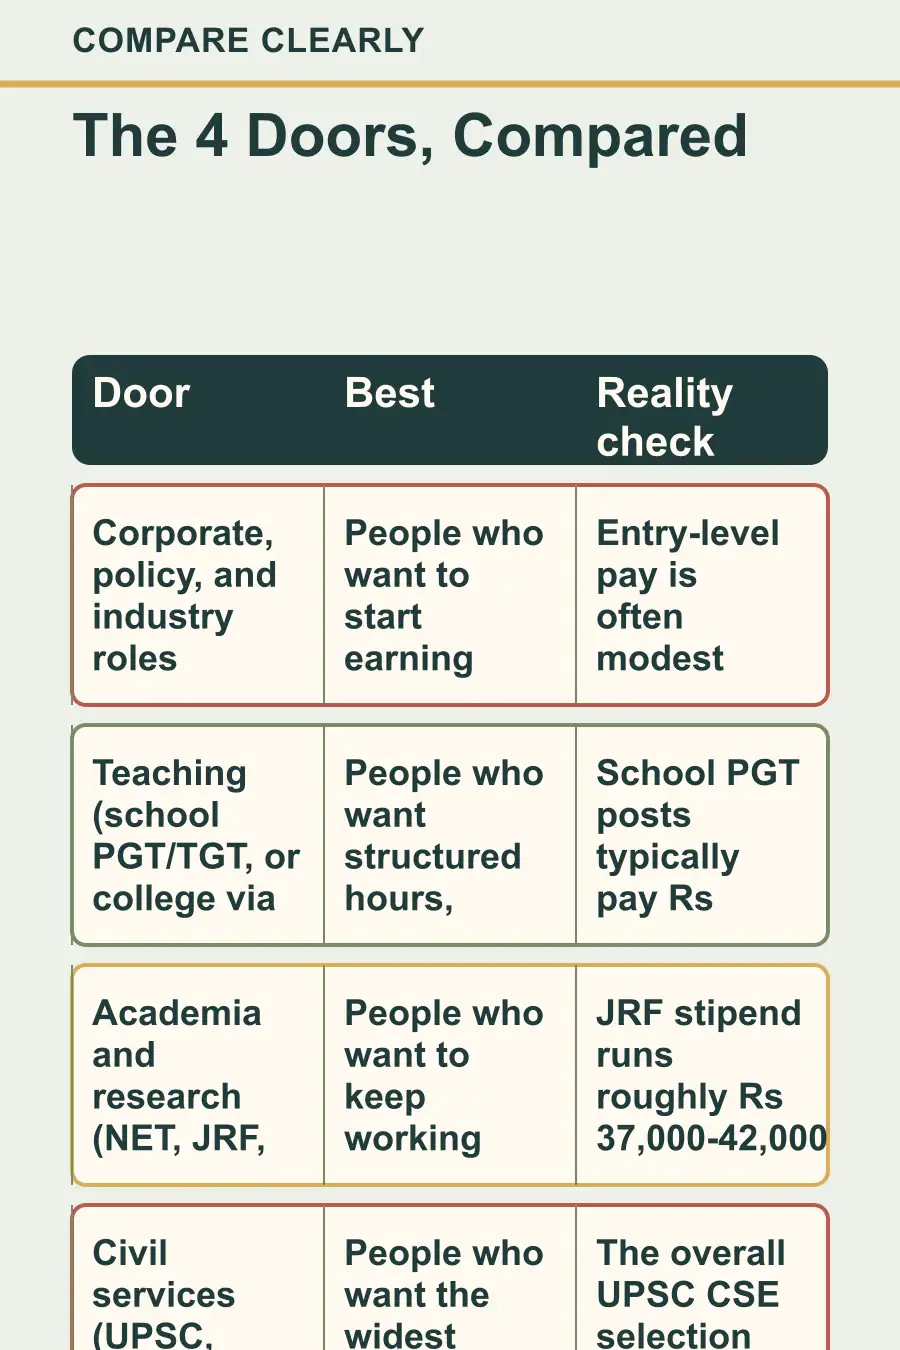 COMPARE CLEARLY
The 4 Doors, Compared
Door
Best
Reality
check
Corporate,
policy, and
industry
roles
People who
want to
start
earning
Entry-level
pay is
often
modest
Teaching
(school
PGT/TGT, or
college via
People who
want
structured
hours,
School PGT
posts
typically
pay Rs
Academia
and
research
(NET, JRF,
People who
want to
keep
working
JRF stipend
runs
roughly Rs
37,000-42,000
Civil
services
(UPSC,
People who
want the
widest
The overall
UPSC CSE
selection